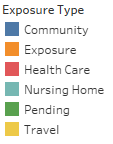 Exposure Type
Community
Exposure
Health Care
Nursing Home
Pending
Travel